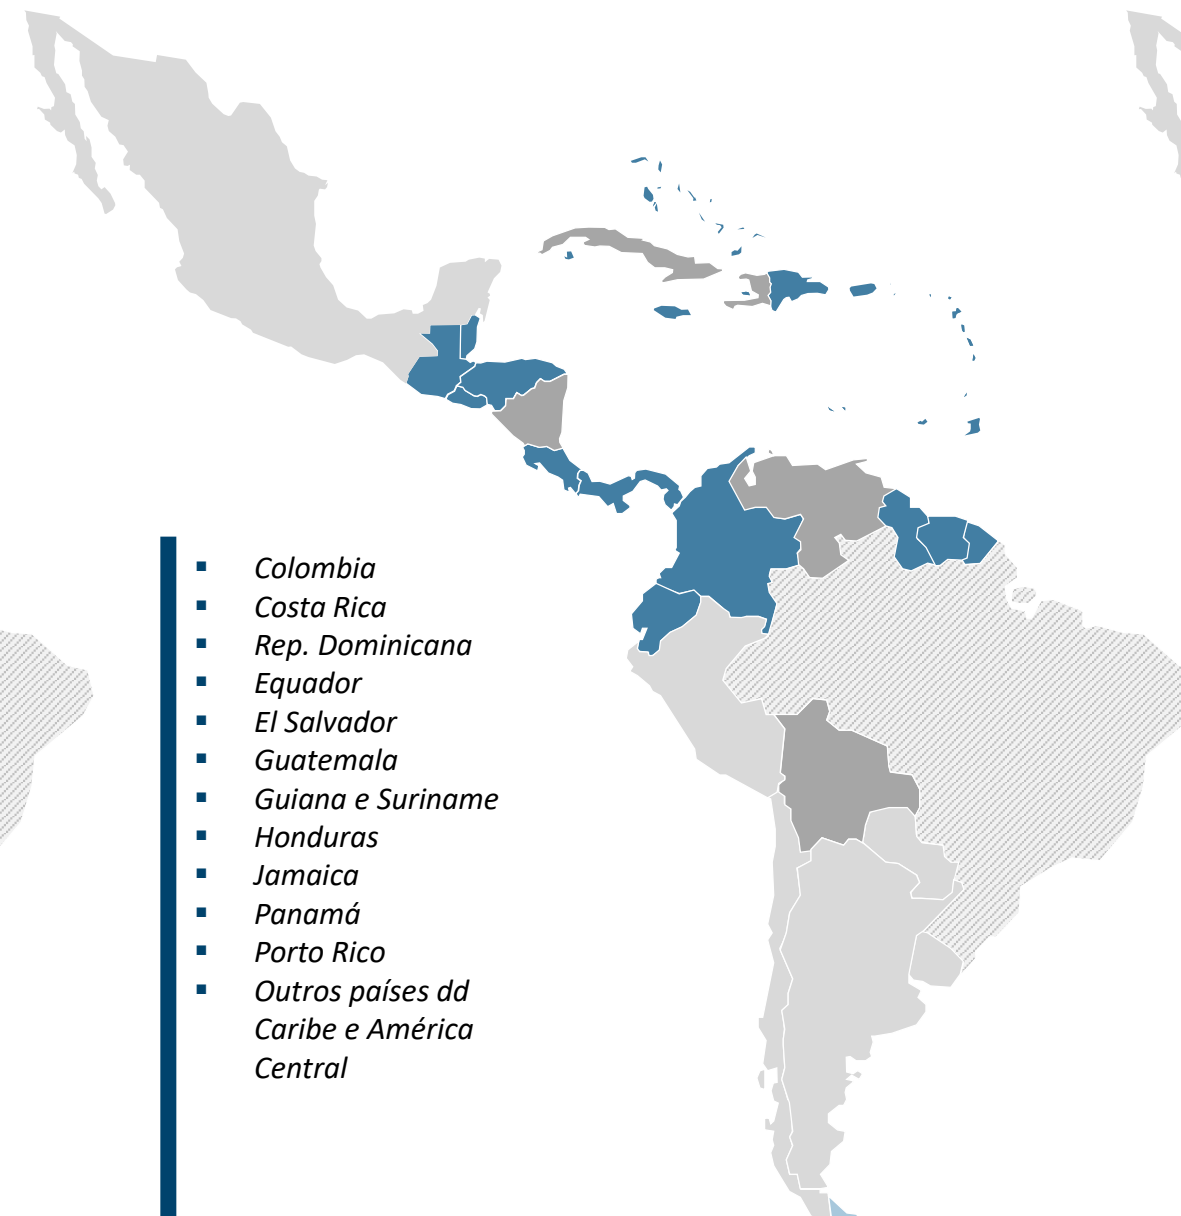 ▪ Colombia
▪ Costa Rica
▪ Rep. Dominicana
▪ Equador
▪ El Salvador
▪ Guatemala
▪ Guiana e Suriname
▪ Honduras
▪ Jamaica
▪ Panamá
▪ Porto Rico
▪ Outros países dd
Caribe e América
Central